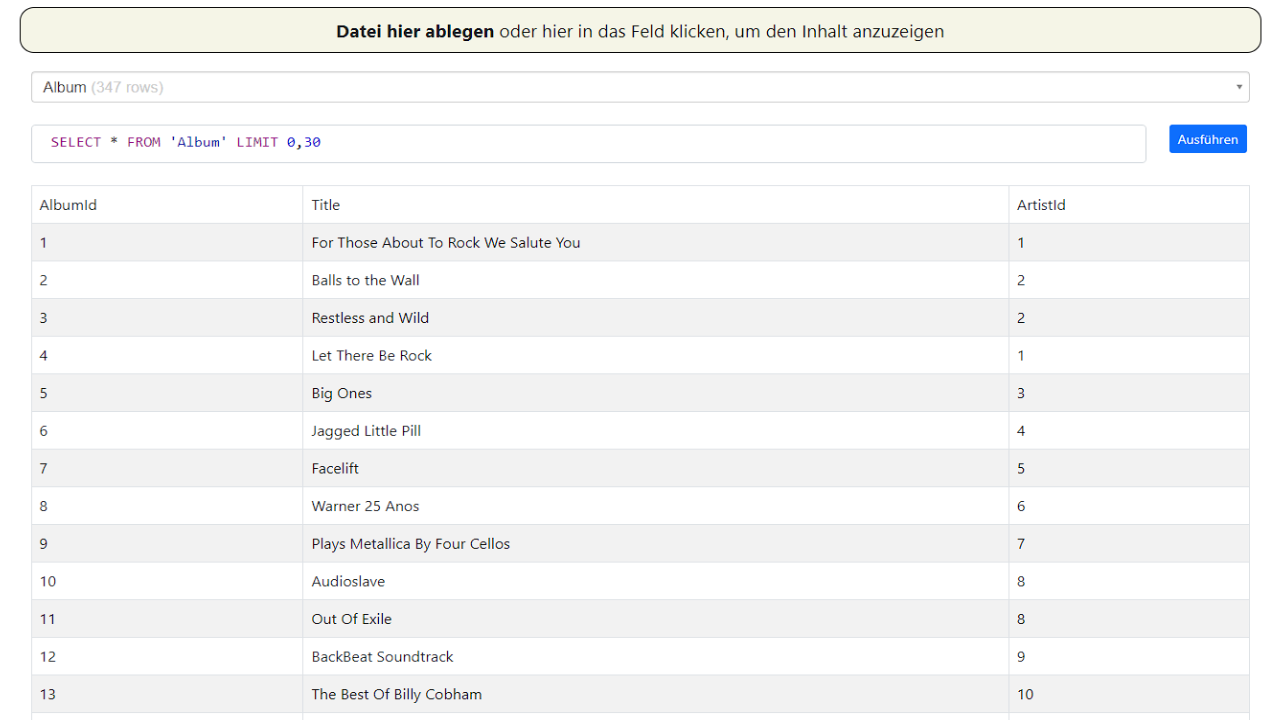 Datei hier ablegen oder hier in das Feld klicken, um den Inhalt anzuzeigen
Album (347 rows)
SELECT * FROM 'Album' LIMIT 0,30
Ausführen
AlbumId Title ArtistId
1 For Those About To Rock We Salute You 1
2 Balls to the Wall 2
3 Restless and Wild 2
4 Let There Be Rock 1
5 Big Ones 3
6 Jagged Little Pill 4
7 Facelift 5
8 Warner 25 Anos 6
9 Plays Metallica By Four Cellos 7
10 Audioslave 8
11 Out Of Exile 8
12 BackBeat Soundtrack 9
13 The Best Of Billy Cobham 10